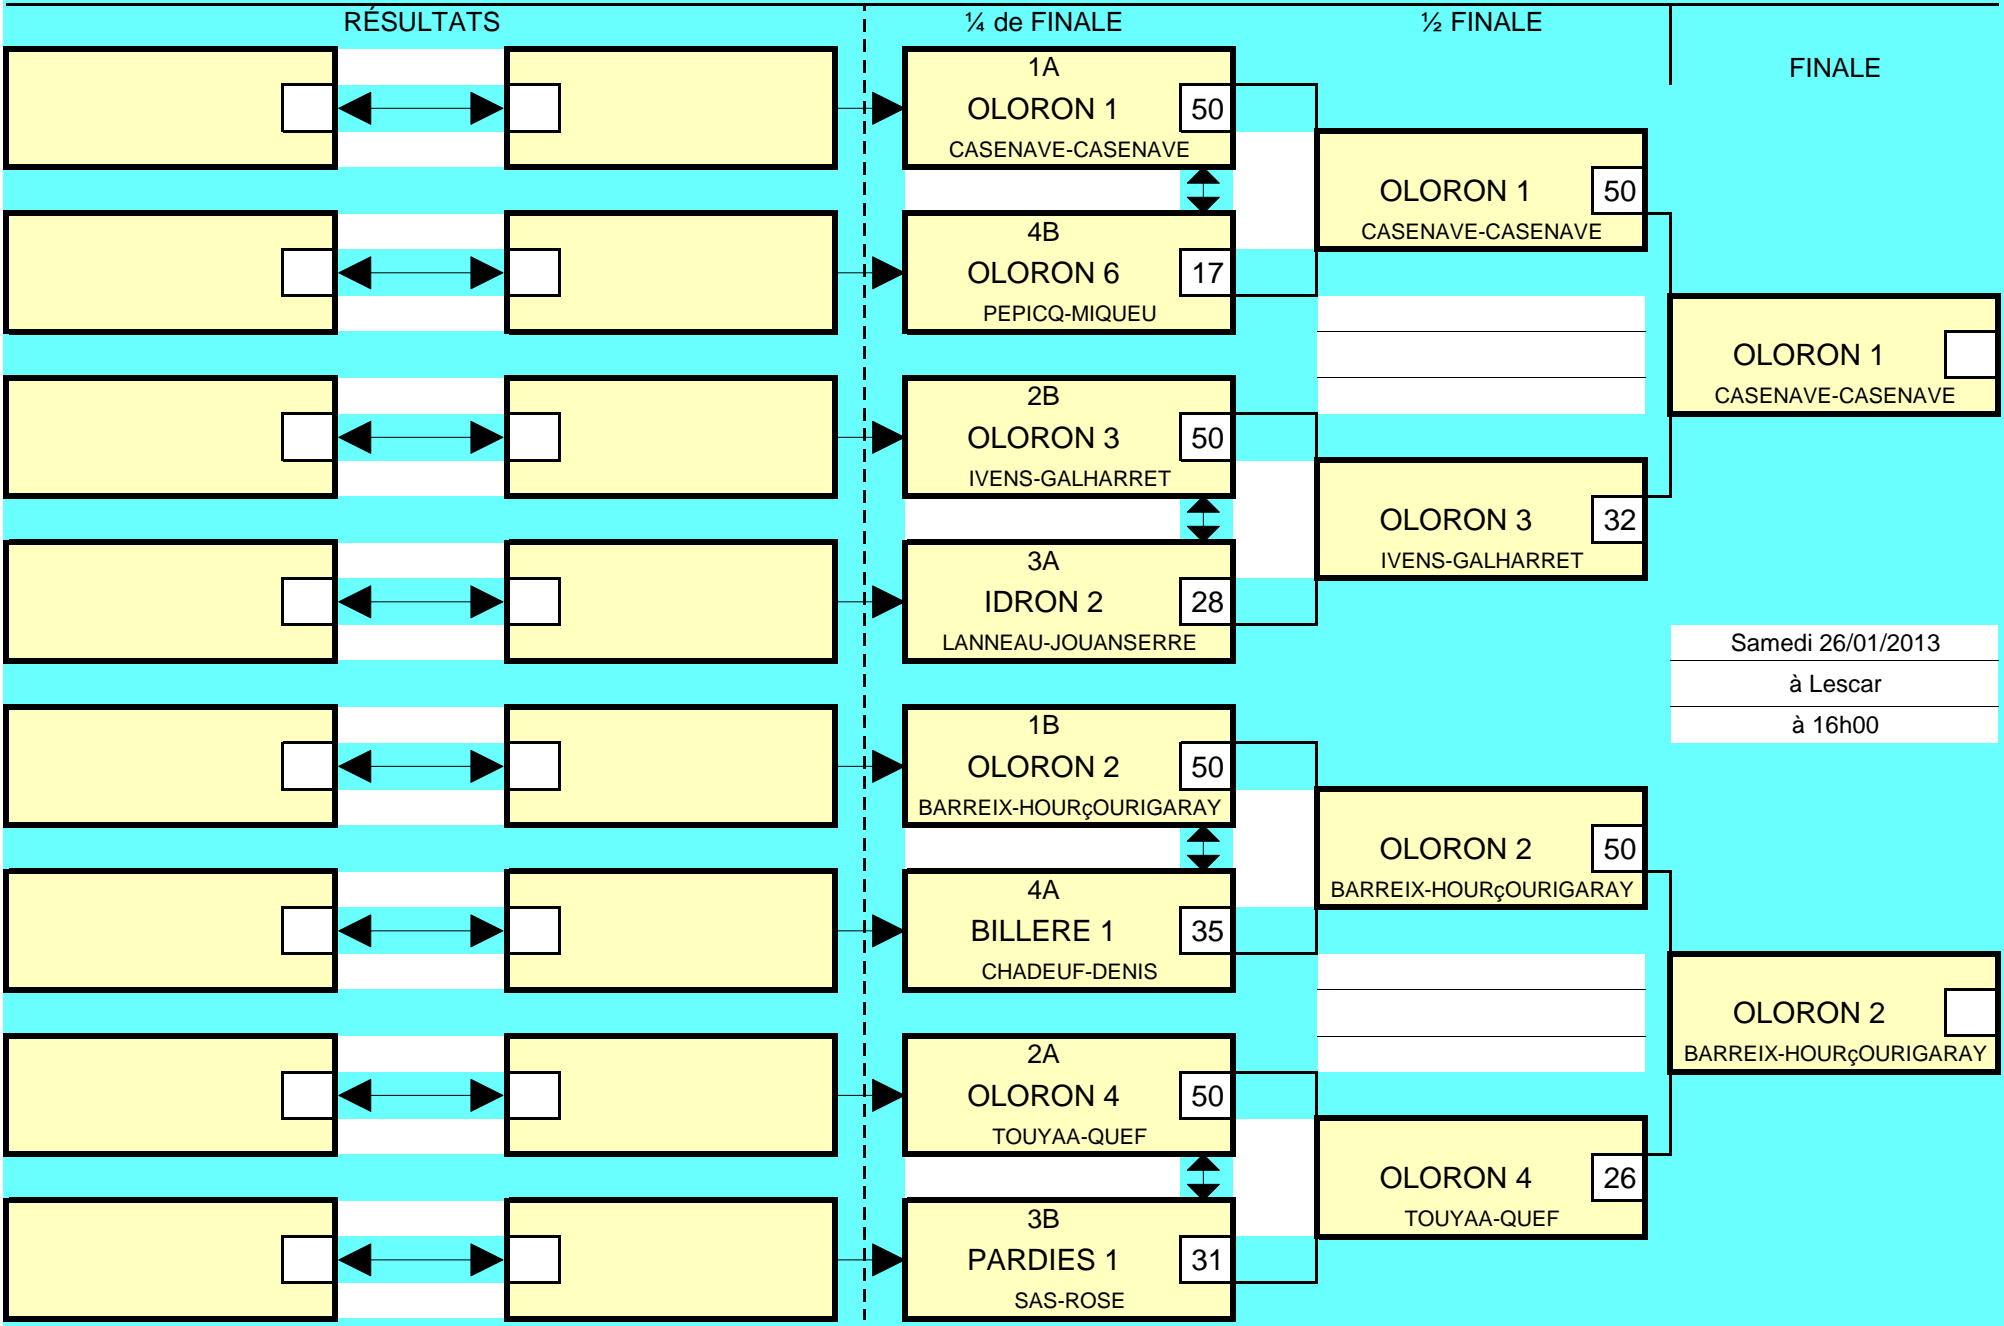 RÉSULTATS
¼ de FINALE
½ FINALE
FINALE
1A
OLORON 1
50
CASENAVE-CASENAVE
4B
OLORON 6
17
PEPICQ-MIQUEU
2B
OLORON 3
50
IVENS-GALHARRET
3A
IDRON 2
28
LANNEAU-JOUANSERRE
1B
OLORON 2
50
BARREIX-HOURçOURIGARAY
4A
BILLERE 1
35
CHADEUF-DENIS
2A
OLORON 4
50
TOUYAA-QUEF
3B
PARDIES 1
31
SAS-ROSE
OLORON 1
50
CASENAVE-CASENAVE
OLORON 3
32
IVENS-GALHARRET
OLORON 2
50
BARREIX-HOURçOURIGARAY
OLORON 4
26
TOUYAA-QUEF
OLORON 1
CASENAVE-CASENAVE
Samedi 26/01/2013
à Lescar
à 16h00
OLORON 2
BARREIX-HOURçOURIGARAY